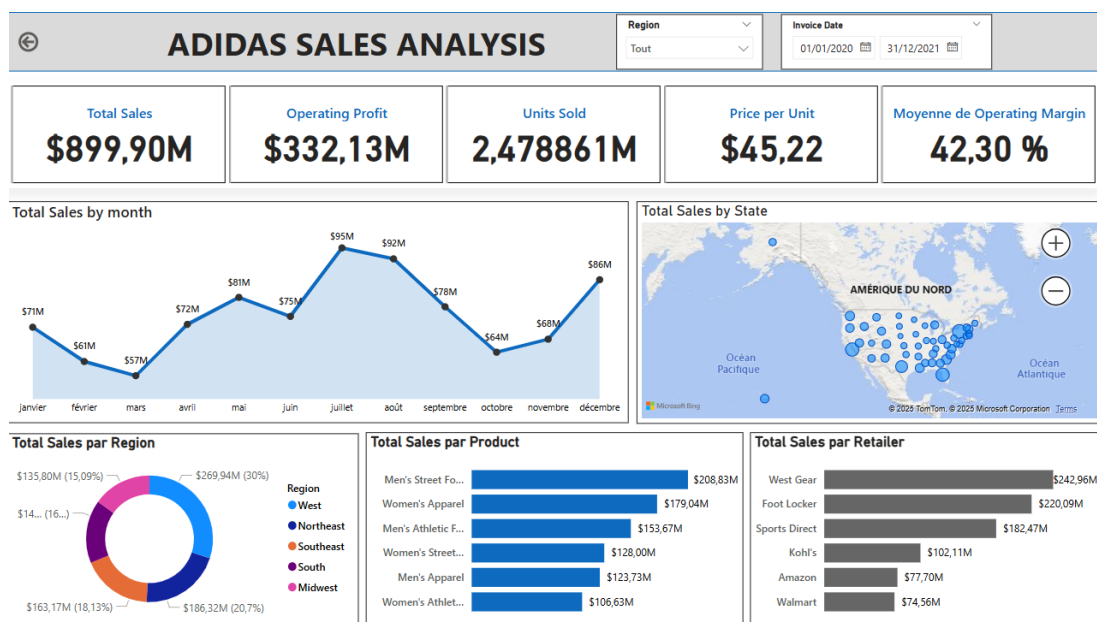 ADIDAS SALES ANALYSIS
Region
Tout
Invoice Date
01/01/2020 31/12/2021
Total Sales
$899,90M
Operating Profit
$332,13M
Units Sold
2,478861M
Price per Unit
$45,22
Moyenne de Operating Margin
42,30 %
Total Sales by month
$71M
$61M
$57M
$72M
$81M
$75M
$95M
$92M
$78M
$64M
$68M
$86M
janvier février mars avril mai juin juillet août septembre octobre novembre décembre
Total Sales by State
AMÉRIQUE DU NORD
Océan
Pacifique
Océan
Atlantique
Microsoft Bing
© 2025 TomTom, © 2025 Microsoft Corporation Terms
Total Sales par Region
$135,80M (15,09%)
$269,94M (30%)
$14... (16...)
$163,17M (18,13%)
$186,32M (20,7%)
Region
West
Northeast
Southeast
South
Midwest
Total Sales par Product
Men's Street Fo... $208,83M
Women's Apparel $179,04M
Men's Athletic F... $153,67M
Women's Street... $128,00M
Men's Apparel $123,73M
Women's Athlet... $106,63M
Total Sales par Retailer
West Gear $242,96M
Foot Locker $220,09M
Sports Direct $182,47M
Kohl's $102,11M
Amazon $77,70M
Walmart $74,56M